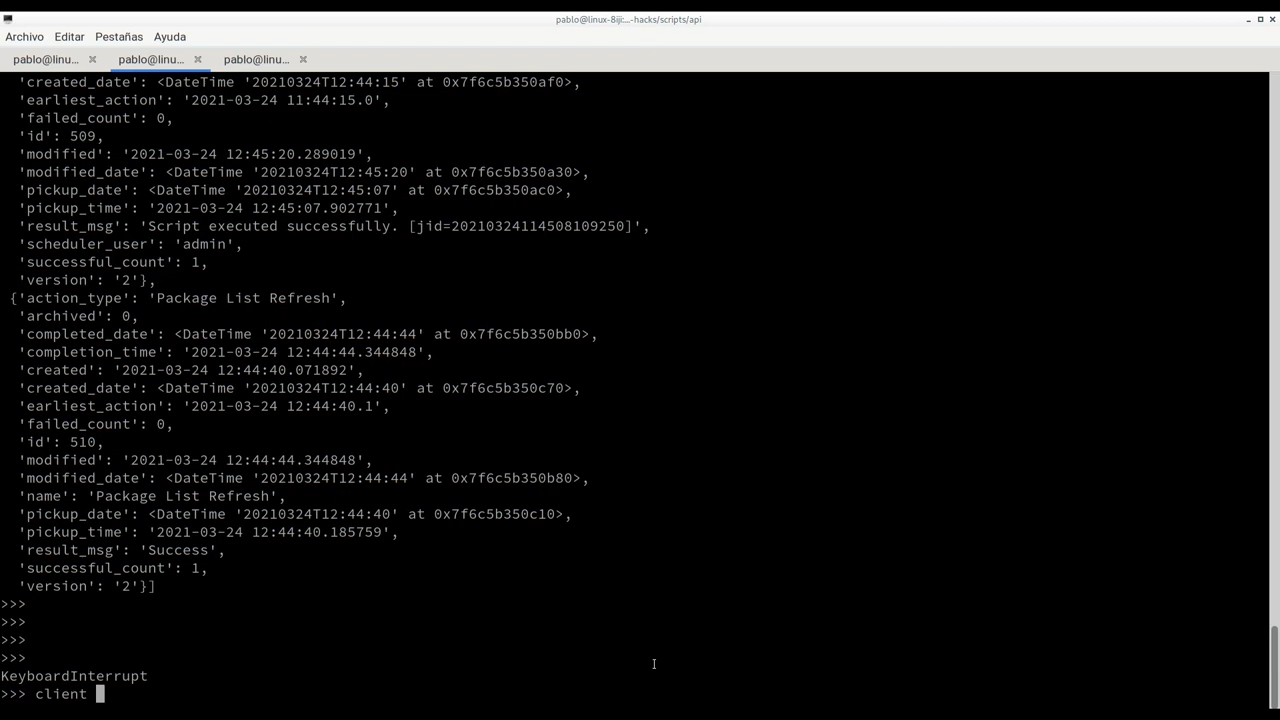 pablo@linux-8iji:...-hacks/scripts/api
Archivo Editar Pestañas Ayuda
pablo@linu... pablo@linu... pablo@linu...
'created_date': <DateTime '20210324T12:44:15' at 0x7f6c5b350af0>,
'earliest_action': '2021-03-24 11:44:15.0',
'failed_count': 0,
'id': 509,
'modified': '2021-03-24 12:45:20.289019',
'modified_date': <DateTime '20210324T12:45:20' at 0x7f6c5b350a30>,
'pickup_date': <DateTime '20210324T12:45:07' at 0x7f6c5b350ac0>,
'pickup_time': '2021-03-24 12:45:07.902771',
'result_msg': 'Script executed successfully. [jid=20210324114508109250]',
'scheduler_user': 'admin',
'successful_count': 1,
'version': '2'},
{'action_type': 'Package List Refresh',
'archived': 0,
'completed_date': <DateTime '20210324T12:44:44' at 0x7f6c5b350bb0>,
'completion_time': '2021-03-24 12:44:44.344848',
'created': '2021-03-24 12:44:40.071892',
'created_date': <DateTime '20210324T12:44:40' at 0x7f6c5b350c70>,
'earliest_action': '2021-03-24 12:44:40.1',
'failed_count': 0,
'id': 510,
'modified': '2021-03-24 12:44:44.344848',
'modified_date': <DateTime '20210324T12:44:44' at 0x7f6c5b350b80>,
'name': 'Package List Refresh',
'pickup_date': <DateTime '20210324T12:44:40' at 0x7f6c5b350c10>,
'pickup_time': '2021-03-24 12:44:40.185759',
'result_msg': 'Success',
'successful_count': 1,
'version': '2'}]
>>>
>>>
>>>
>>>
KeyboardInterrupt
>>> client